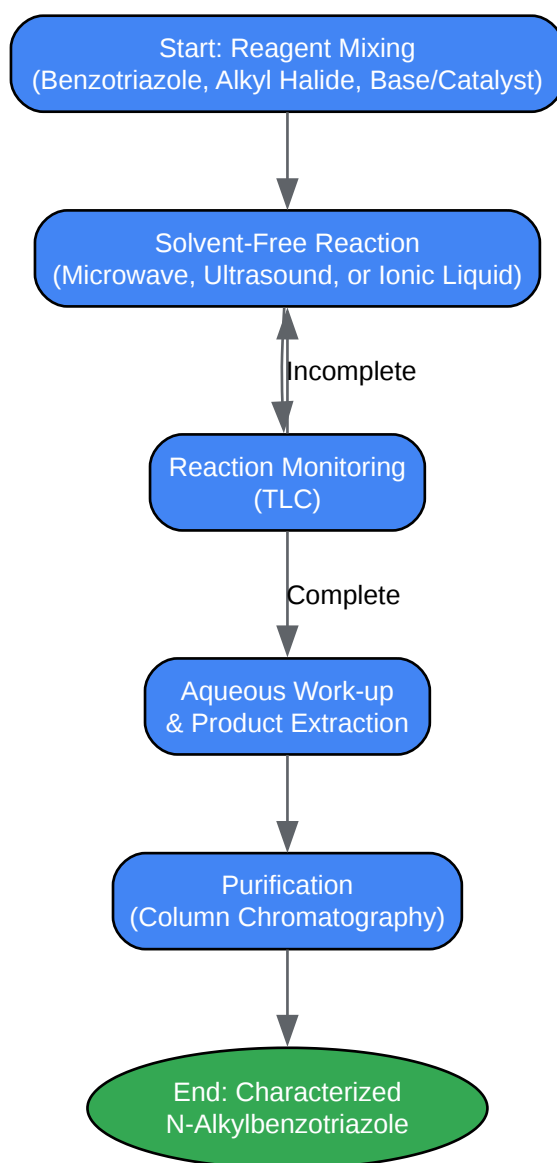 Start: Reagent Mixing
(Benzotriazole, Alkyl Halide, Base/Catalyst)
Solvent-Free Reaction
(Microwave, Ultrasound, or Ionic Liquid)
Incomplete
Reaction Monitoring
(TLC)
Complete
Aqueous Work-up
& Product Extraction
Purification
(Column Chromatography)
End: Characterized
N-Alkylbenzotriazole